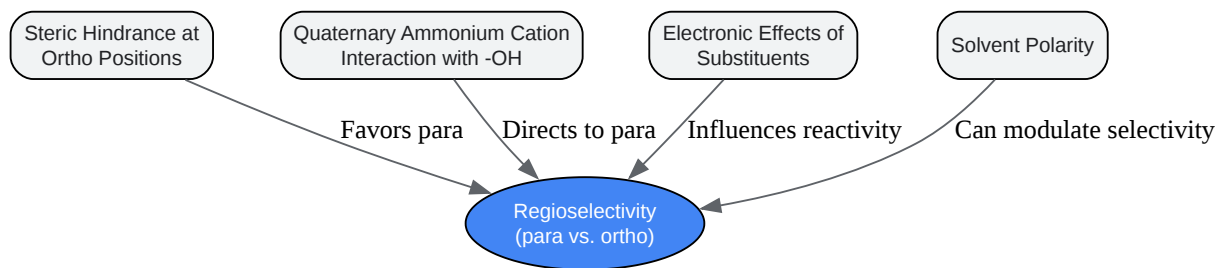 Steric Hindrance at
Ortho Positions
Quaternary Ammonium Cation
Interaction with -OH
Electronic Effects of
Substituents
Solvent Polarity
Favors para
Directs to para
Influences reactivity
Can modulate selectivity
Regioselectivity
(para vs. ortho)